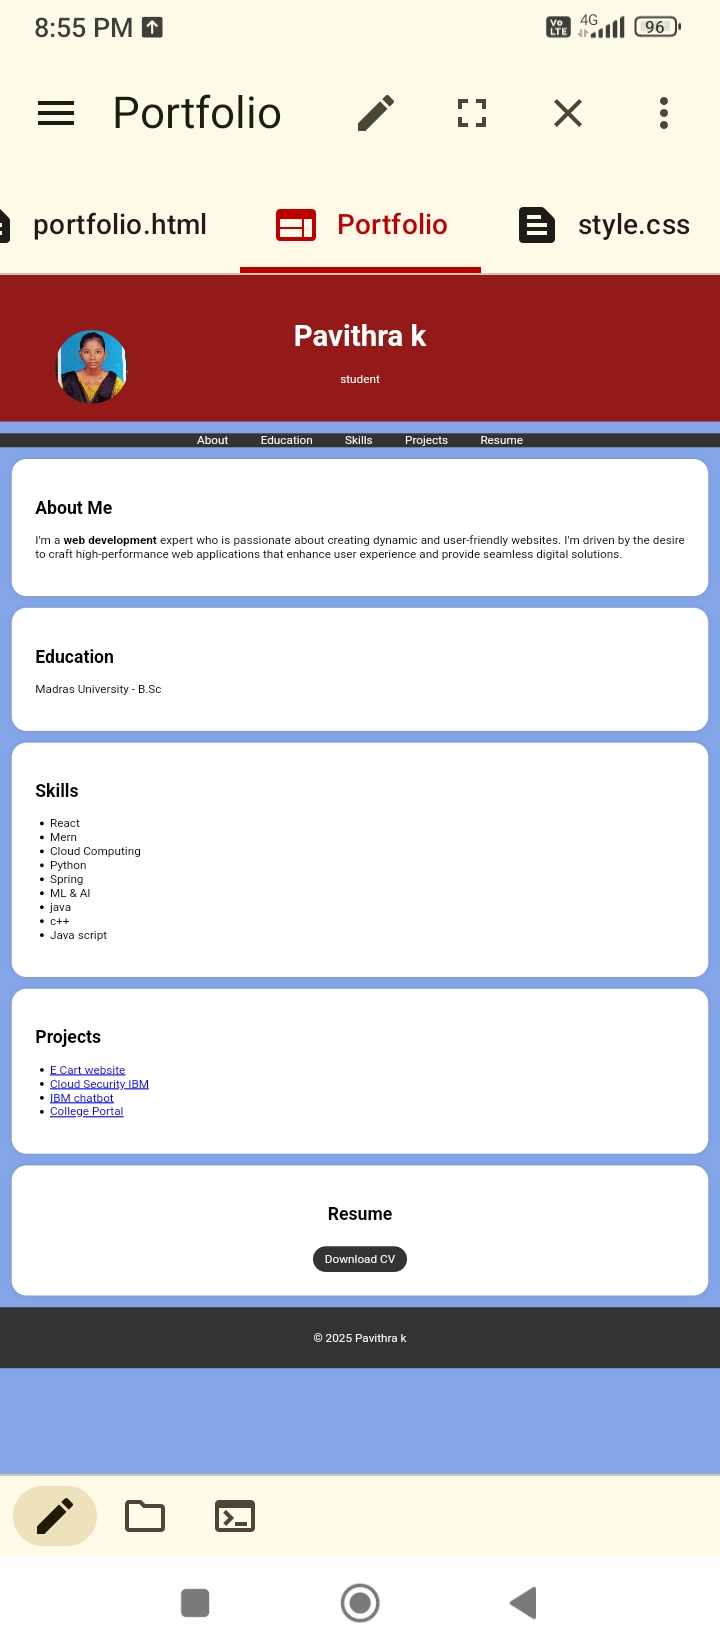 8:55 PM
Vo LTE 4G 96
Portfolio
portfolio.html Portfolio style.css
Pavithra k
student
About Education Skills Projects Resume
About Me
I'm a web development expert who is passionate about creating dynamic and user-friendly websites. I'm driven by the desire
to craft high-performance web applications that enhance user experience and provide seamless digital solutions.
Education
Madras University - B.Sc
Skills
React
Mern
Cloud Computing
Python
Spring
ML & AI
java
c++
Java script
Projects
E Cart website
Cloud Security IBM
IBM chatbot
College Portal
Resume
Download CV
© 2025 Pavithra k